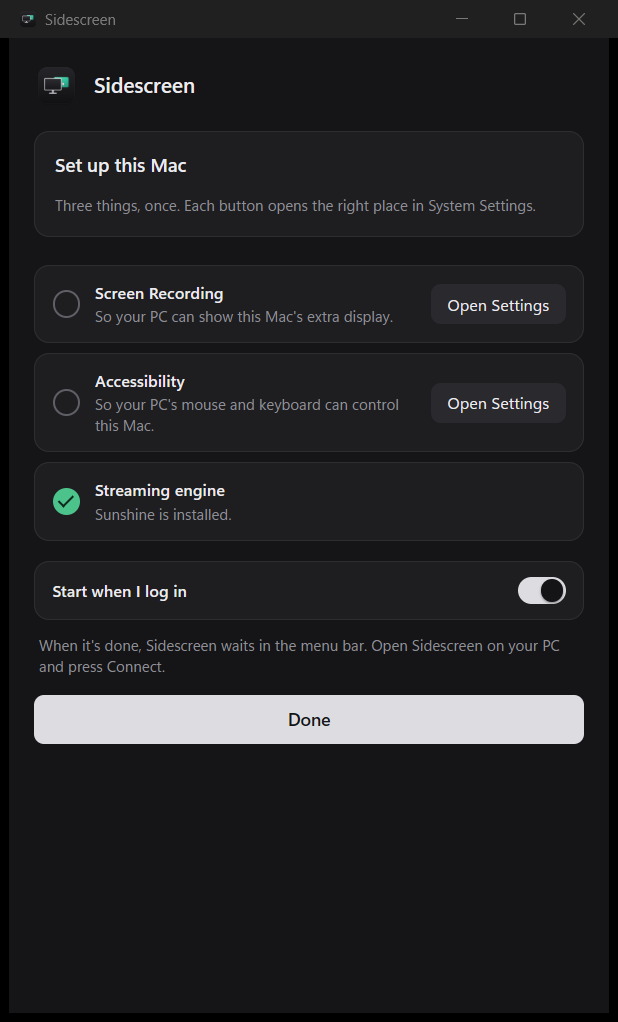 Sidescreen
Sidescreen
Set up this Mac
Three things, once. Each button opens the right place in System Settings.
Screen Recording
So your PC can show this Mac's extra display.
Open Settings
Accessibility
So your PC's mouse and keyboard can control
this Mac.
Open Settings
Streaming engine
Sunshine is installed.
Start when I log in
When it's done, Sidescreen waits in the menu bar. Open Sidescreen on your PC
and press Connect.
Done